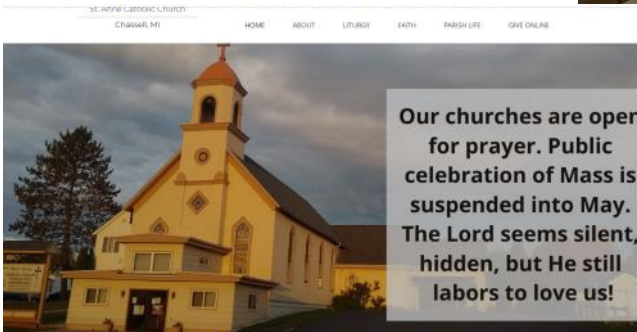 St. Anne Catholic Church
Chassell, MI
HOME ABOUT LITURGY FAITH PARISH LIFE GIVE ONLINE
Our churches are open
for prayer. Public
celebration of Mass is
suspended into May.
The Lord seems silent,
hidden, but He still
labors to love us!